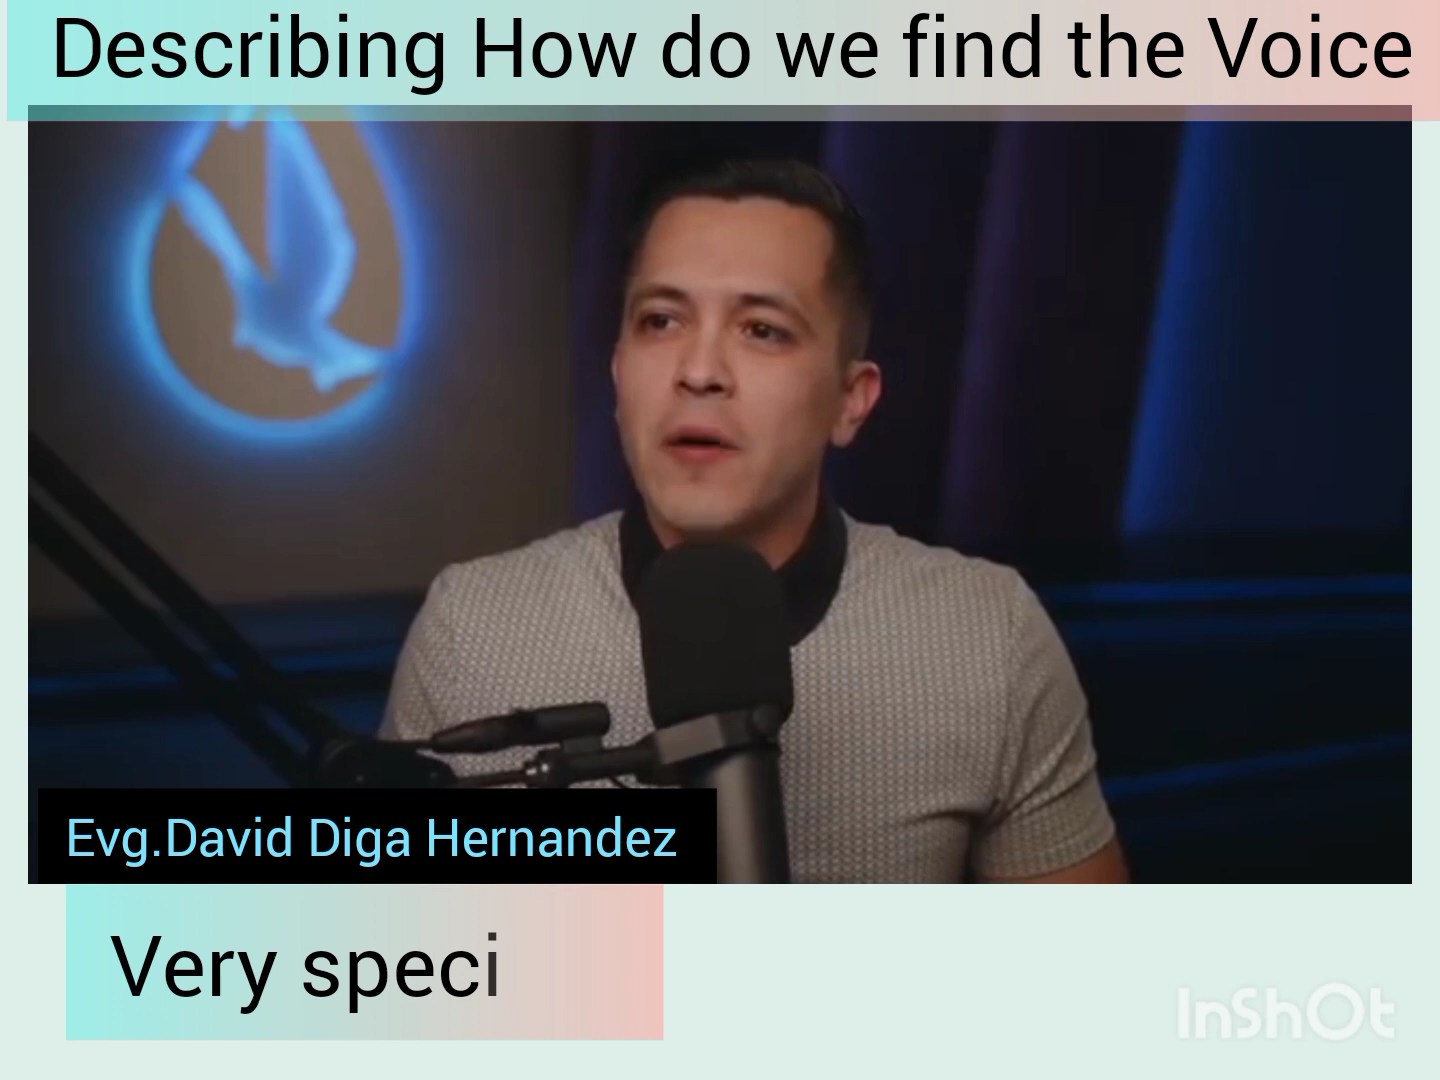 Describing How do we find the Voice
Evg.David Diga Hernandez
Very speci
InShOt